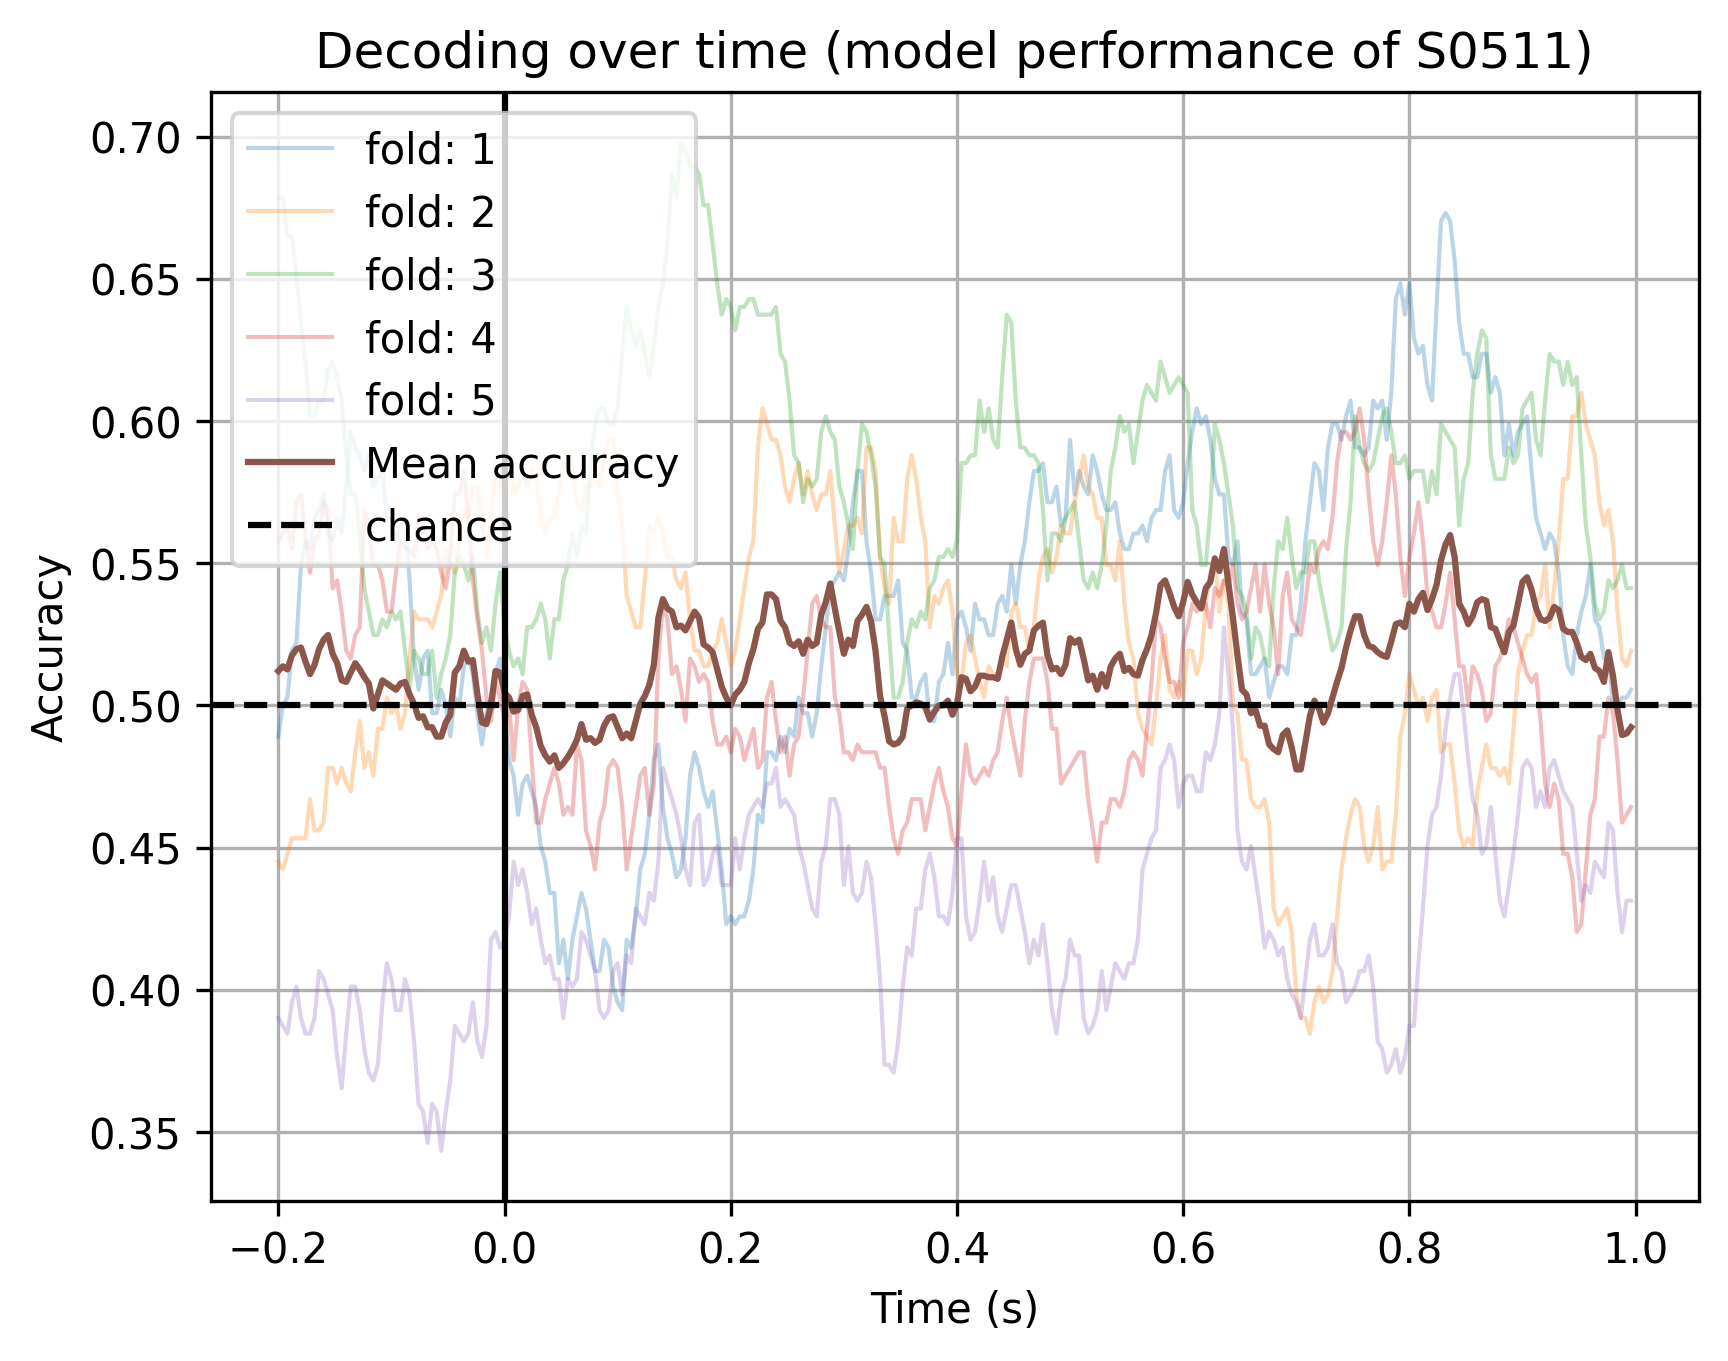 Decoding over time (model performance of S0511)
fold: 1
fold: 2
fold: 3
fold: 4
fold: 5
Mean accuracy
chance
Accuracy
0.70
0.65
0.60
0.55
0.50
0.45
0.40
0.35
−0.2 0.0 0.2 0.4 0.6 0.8 1.0
Time (s)